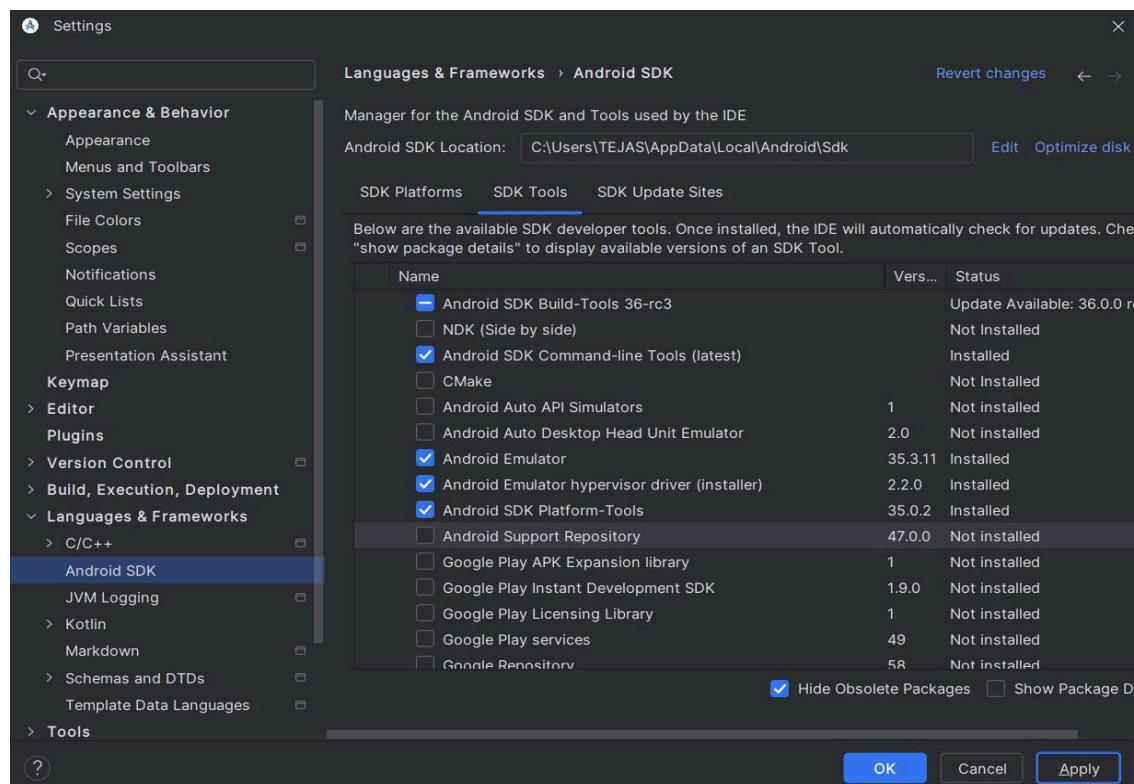 Settings
Languages & Frameworks › Android SDK
Revert changes
Appearance & Behavior
Appearance
Menus and Toolbars
System Settings
File Colors
Scopes
Notifications
Quick Lists
Path Variables
Presentation Assistant
Keymap
Editor
Plugins
Version Control
Build, Execution, Deployment
Languages & Frameworks
C/C++
Android SDK
JVM Logging
Kotlin
Markdown
Schemas and DTDs
Template Data Languages
Tools
Manager for the Android SDK and Tools used by the IDE
Android SDK Location: C:\Users\TEJAS\AppData\Local\Android\Sdk Edit Optimize disk
SDK Platforms SDK Tools SDK Update Sites
Below are the available SDK developer tools. Once installed, the IDE will automatically check for updates. Che
"show package details" to display available versions of an SDK Tool.
Name Vers... Status
Android SDK Build-Tools 36-rc3 Update Available: 36.0.0 r
NDK (Side by side) Not Installed
Android SDK Command-line Tools (latest) Installed
CMake Not Installed
Android Auto API Simulators 1 Not installed
Android Auto Desktop Head Unit Emulator 2.0 Not installed
Android Emulator 35.3.11 Installed
Android Emulator hypervisor driver (installer) 2.2.0 Installed
Android SDK Platform-Tools 35.0.2 Installed
Android Support Repository 47.0.0 Not installed
Google Play APK Expansion library 1 Not installed
Google Play Instant Development SDK 1.9.0 Not installed
Google Play Licensing Library 1 Not installed
Google Play services 49 Not installed
Google Repository 58 Not installed
Hide Obsolete Packages Show Package D
? OK Cancel Apply